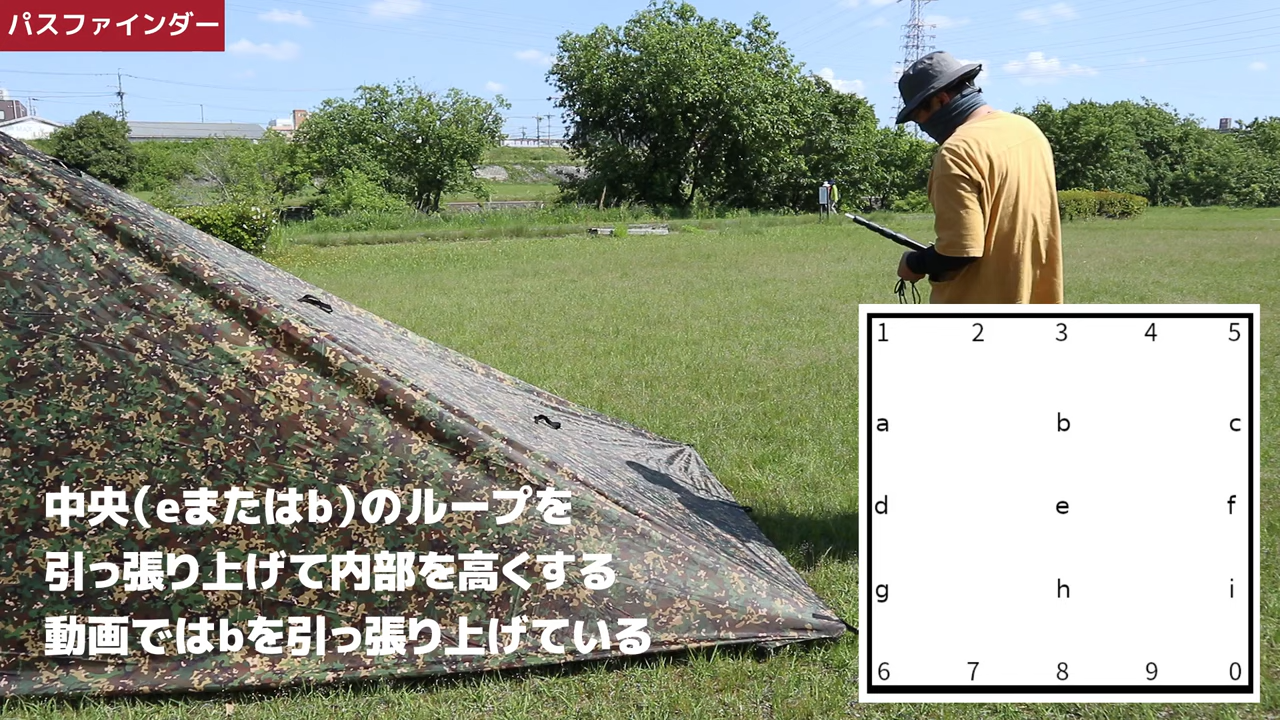 パスファインダー
1 2 3 4 5
a b c
d e f
g h i
6 7 8 9 0
中央(eまたはb)のループを
引っ張り上げて内部を高くする
動画ではbを引っ張り上げている